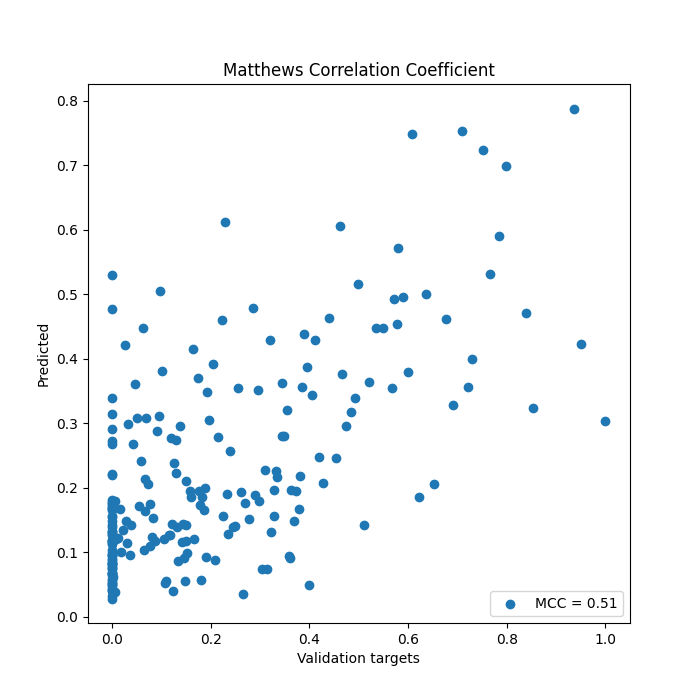 Matthews Correlation Coefficient
0.8
0.7
0.6
0.5
0.4
0.3
0.2
0.1
0.0
Predicted
MCC = 0.51
0.0 0.2 0.4 0.6 0.8 1.0
Validation targets